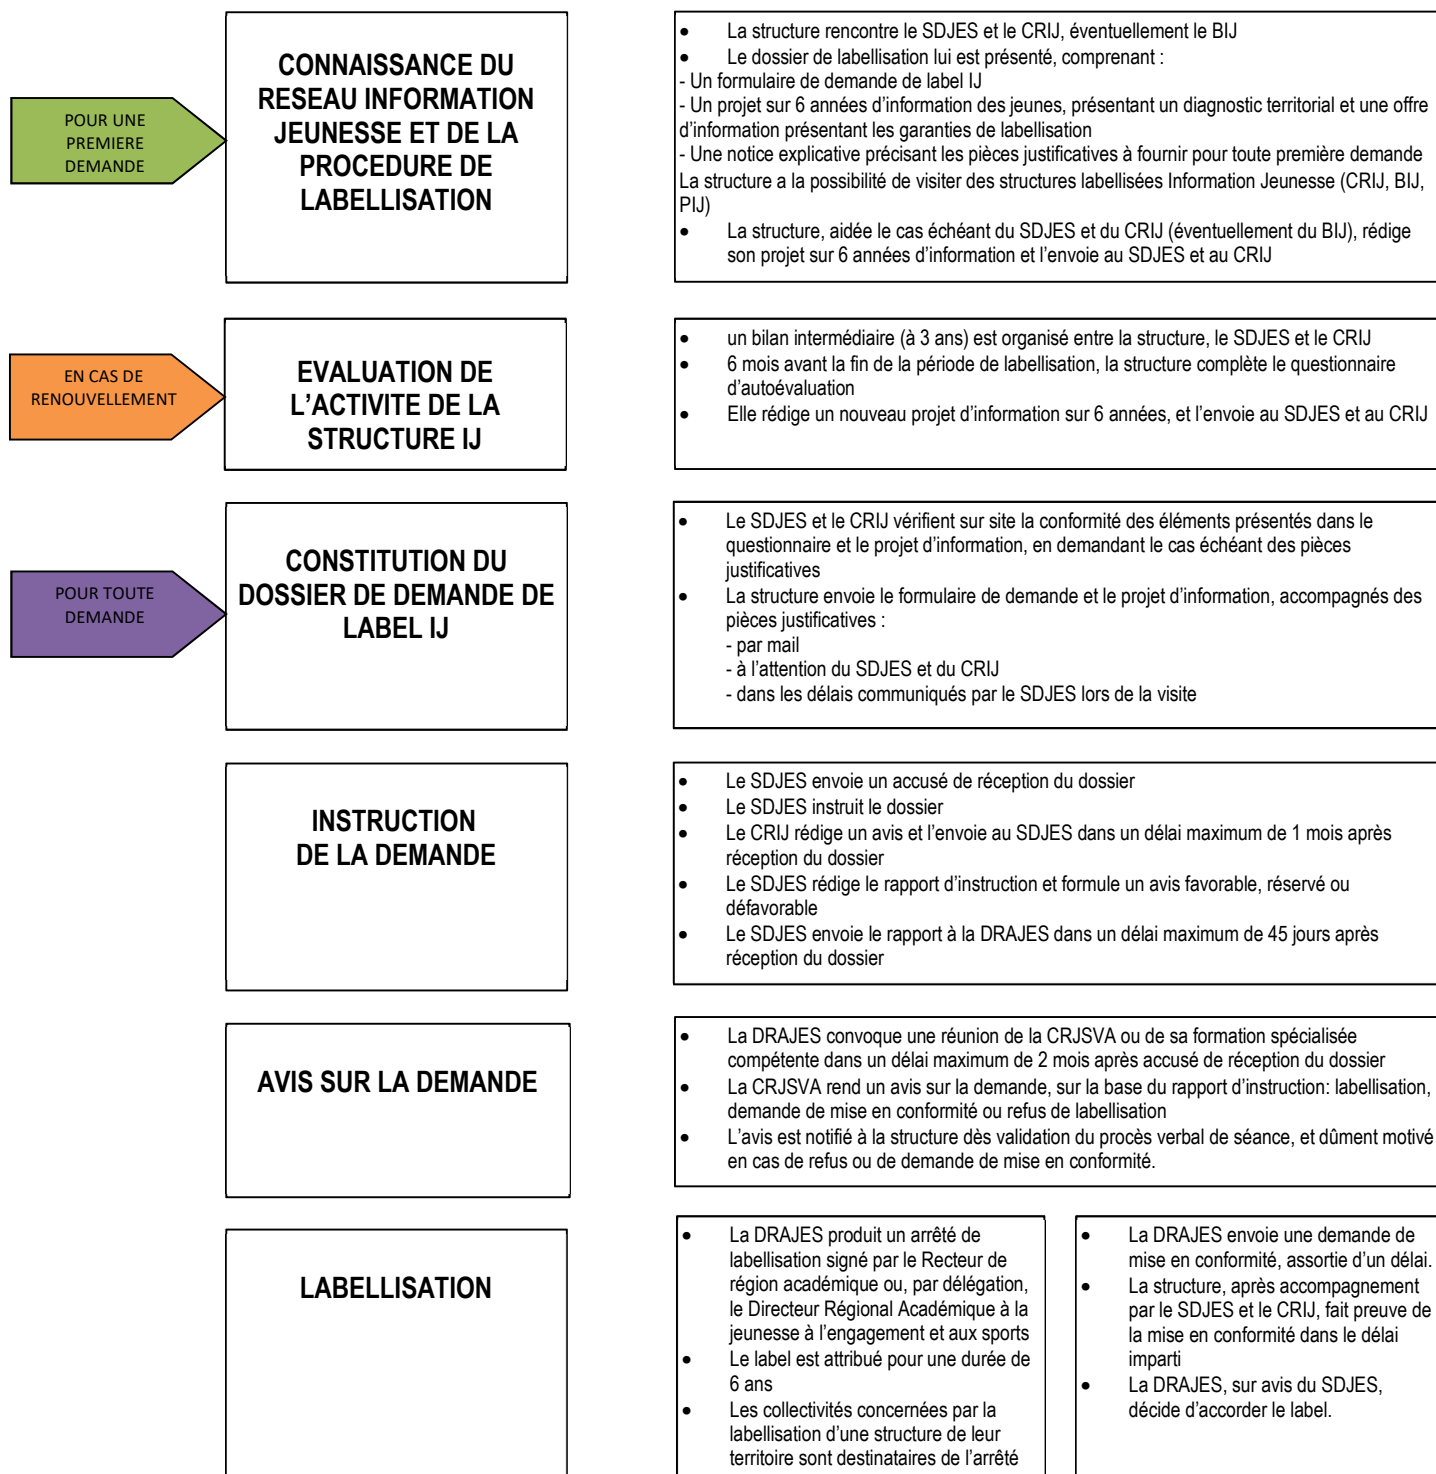 POUR UNE
PREMIERE
DEMANDE
CONNAISSANCE DU
RESEAU INFORMATION
JEUNESSE ET DE LA
PROCEDURE DE
LABELLISATION
• La structure rencontre le SDJES et le CRIJ, éventuellement le BIJ
• Le dossier de labellisation lui est présenté, comprenant :
- Un formulaire de demande de label IJ
- Un projet sur 6 années d’information des jeunes, présentant un diagnostic territorial et une offre
d’information présentant les garanties de labellisation
- Une notice explicative précisant les pièces justificatives à fournir pour toute première demande
La structure a la possibilité de visiter des structures labellisées Information Jeunesse (CRIJ, BIJ,
PIJ)
• La structure, aidée le cas échéant du SDJES et du CRIJ (éventuellement du BIJ), rédige
son projet sur 6 années d’information et l’envoie au SDJES et au CRIJ
EN CAS DE
RENOUVELLEMENT
EVALUATION DE
L’ACTIVITE DE LA
STRUCTURE IJ
• un bilan intermédiaire (à 3 ans) est organisé entre la structure, le SDJES et le CRIJ
• 6 mois avant la fin de la période de labellisation, la structure complète le questionnaire
d’autoévaluation
• Elle rédige un nouveau projet d’information sur 6 années, et l’envoie au SDJES et au CRIJ
POUR TOUTE
DEMANDE
CONSTITUTION DU
DOSSIER DE DEMANDE DE
LABEL IJ
• Le SDJES et le CRIJ vérifient sur site la conformité des éléments présentés dans le
questionnaire et le projet d’information, en demandant le cas échéant des pièces
justificatives
• La structure envoie le formulaire de demande et le projet d’information, accompagnés des
pièces justificatives :
- par mail
- à l’attention du SDJES et du CRIJ
- dans les délais communiqués par le SDJES lors de la visite
INSTRUCTION
DE LA DEMANDE
• Le SDJES envoie un accusé de réception du dossier
• Le SDJES instruit le dossier
• Le CRIJ rédige un avis et l’envoie au SDJES dans un délai maximum de 1 mois après
réception du dossier
• Le SDJES rédige le rapport d’instruction et formule un avis favorable, réservé ou
défavorable
• Le SDJES envoie le rapport à la DRAJES dans un délai maximum de 45 jours après
réception du dossier
AVIS SUR LA DEMANDE
• La DRAJES convoque une réunion de la CRJSVA ou de sa formation spécialisée
compétente dans un délai maximum de 2 mois après accusé de réception du dossier
• La CRJSVA rend un avis sur la demande, sur la base du rapport d’instruction: labellisation,
demande de mise en conformité ou refus de labellisation
• L’avis est notifié à la structure dès validation du procès verbal de séance, et dûment motivé
en cas de refus ou de demande de mise en conformité.
LABELLISATION
• La DRAJES produit un arrêté de
labellisation signé par le Recteur de
région académique ou, par délégation,
le Directeur Régional Académique à la
jeunesse à l’engagement et aux sports
• Le label est attribué pour une durée de
6 ans
• Les collectivités concernées par la
labellisation d’une structure de leur
territoire sont destinataires de l’arrêté
• La DRAJES envoie une demande de
mise en conformité, assortie d’un délai.
• La structure, après accompagnement
par le SDJES et le CRIJ, fait preuve de
la mise en conformité dans le délai
imparti
• La DRAJES, sur avis du SDJES,
décide d’accorder le label.